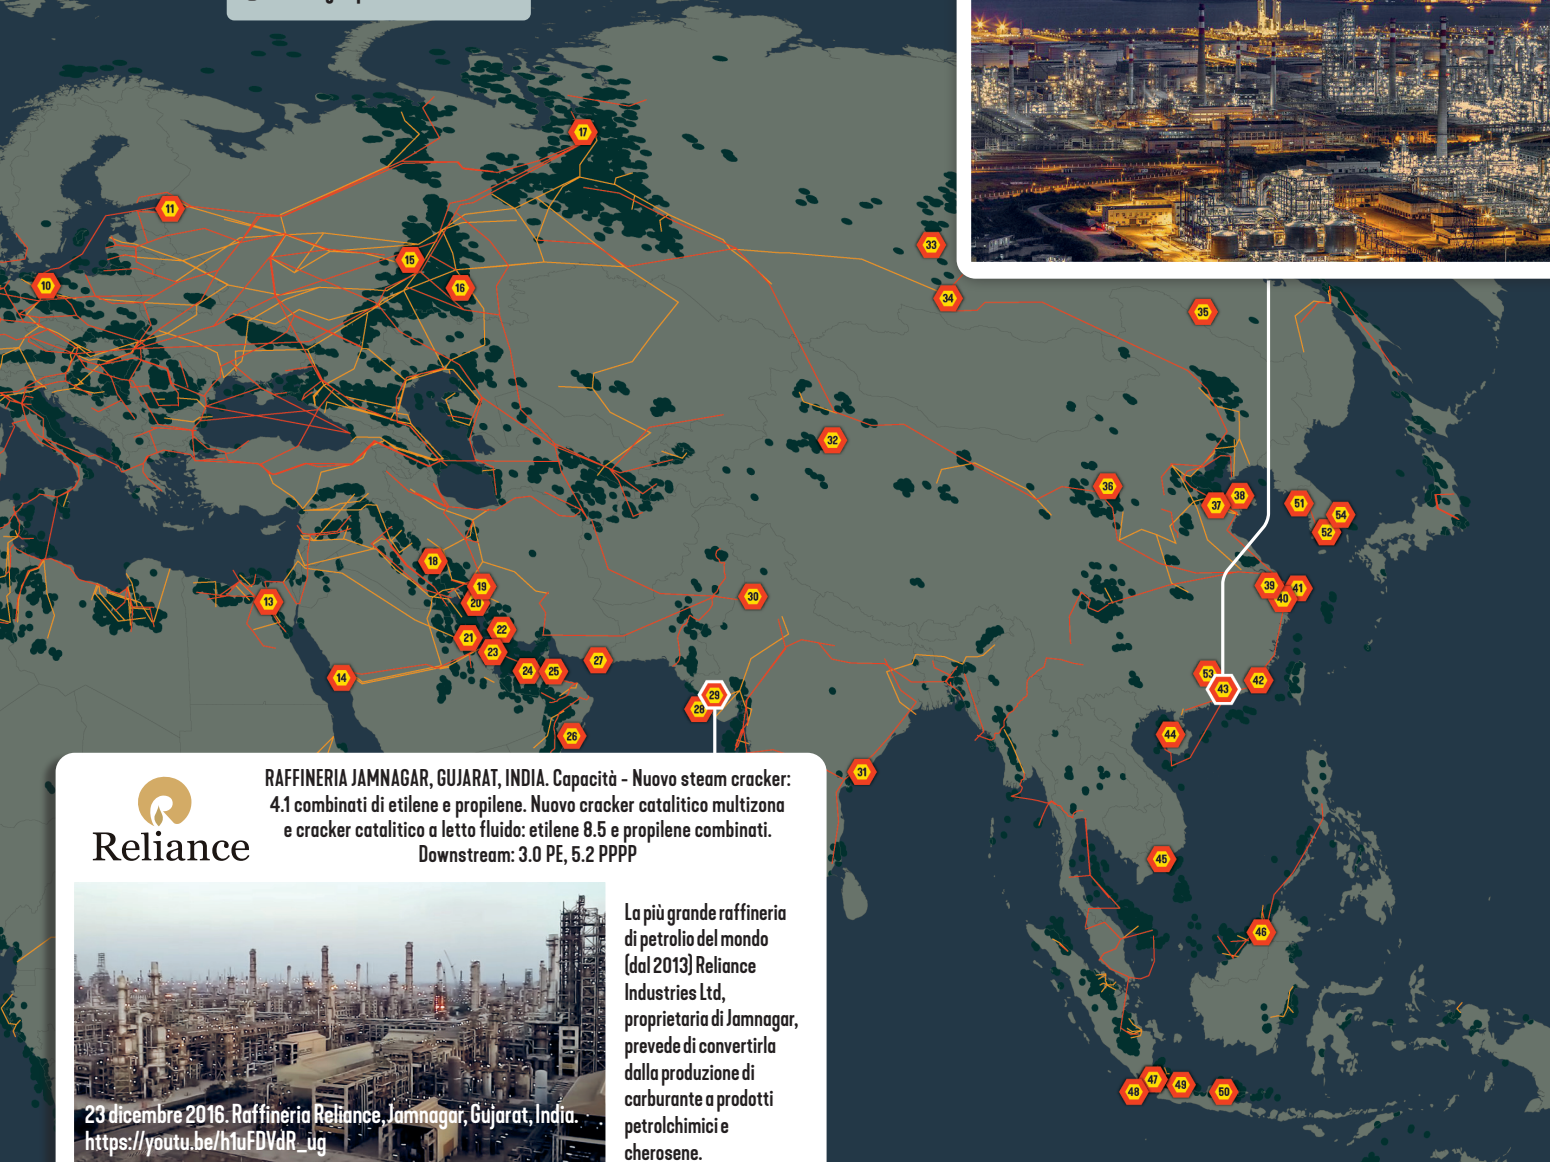 17
11
33
15
10
16
34
35
32
36
38
37
51
54
52
18
19
39
41
30
40
13
20
22
21
23
27
24
25
53
14
42
43
29
28
44
26
31
RAFFINERIA JAMNAGAR, GUJARAT, INDIA. Capacità - Nuovo steam cracker:
4.1 combinati di etilene e propilene. Nuovo cracker catalitico multizona
e cracker catalitico a letto fluido: etilene 8.5 e propilene combinati.
Downstream: 3.0 PE, 5.2 PPPP
Reliance
45
46
La più grande raffineria
di petrolio del mondo
(dal 2013) Reliance
Industries Ltd,
proprietaria di Jamnagar,
prevede di convertirla
dalla produzione di
carburante a prodotti
petrolchimici e
cherosene.
23 dicembre 2016. Raffineria Reliance, Jamnagar, Gujarat, India.
https://youtu.be/h1uFDVdR_ug
47
49
48
50